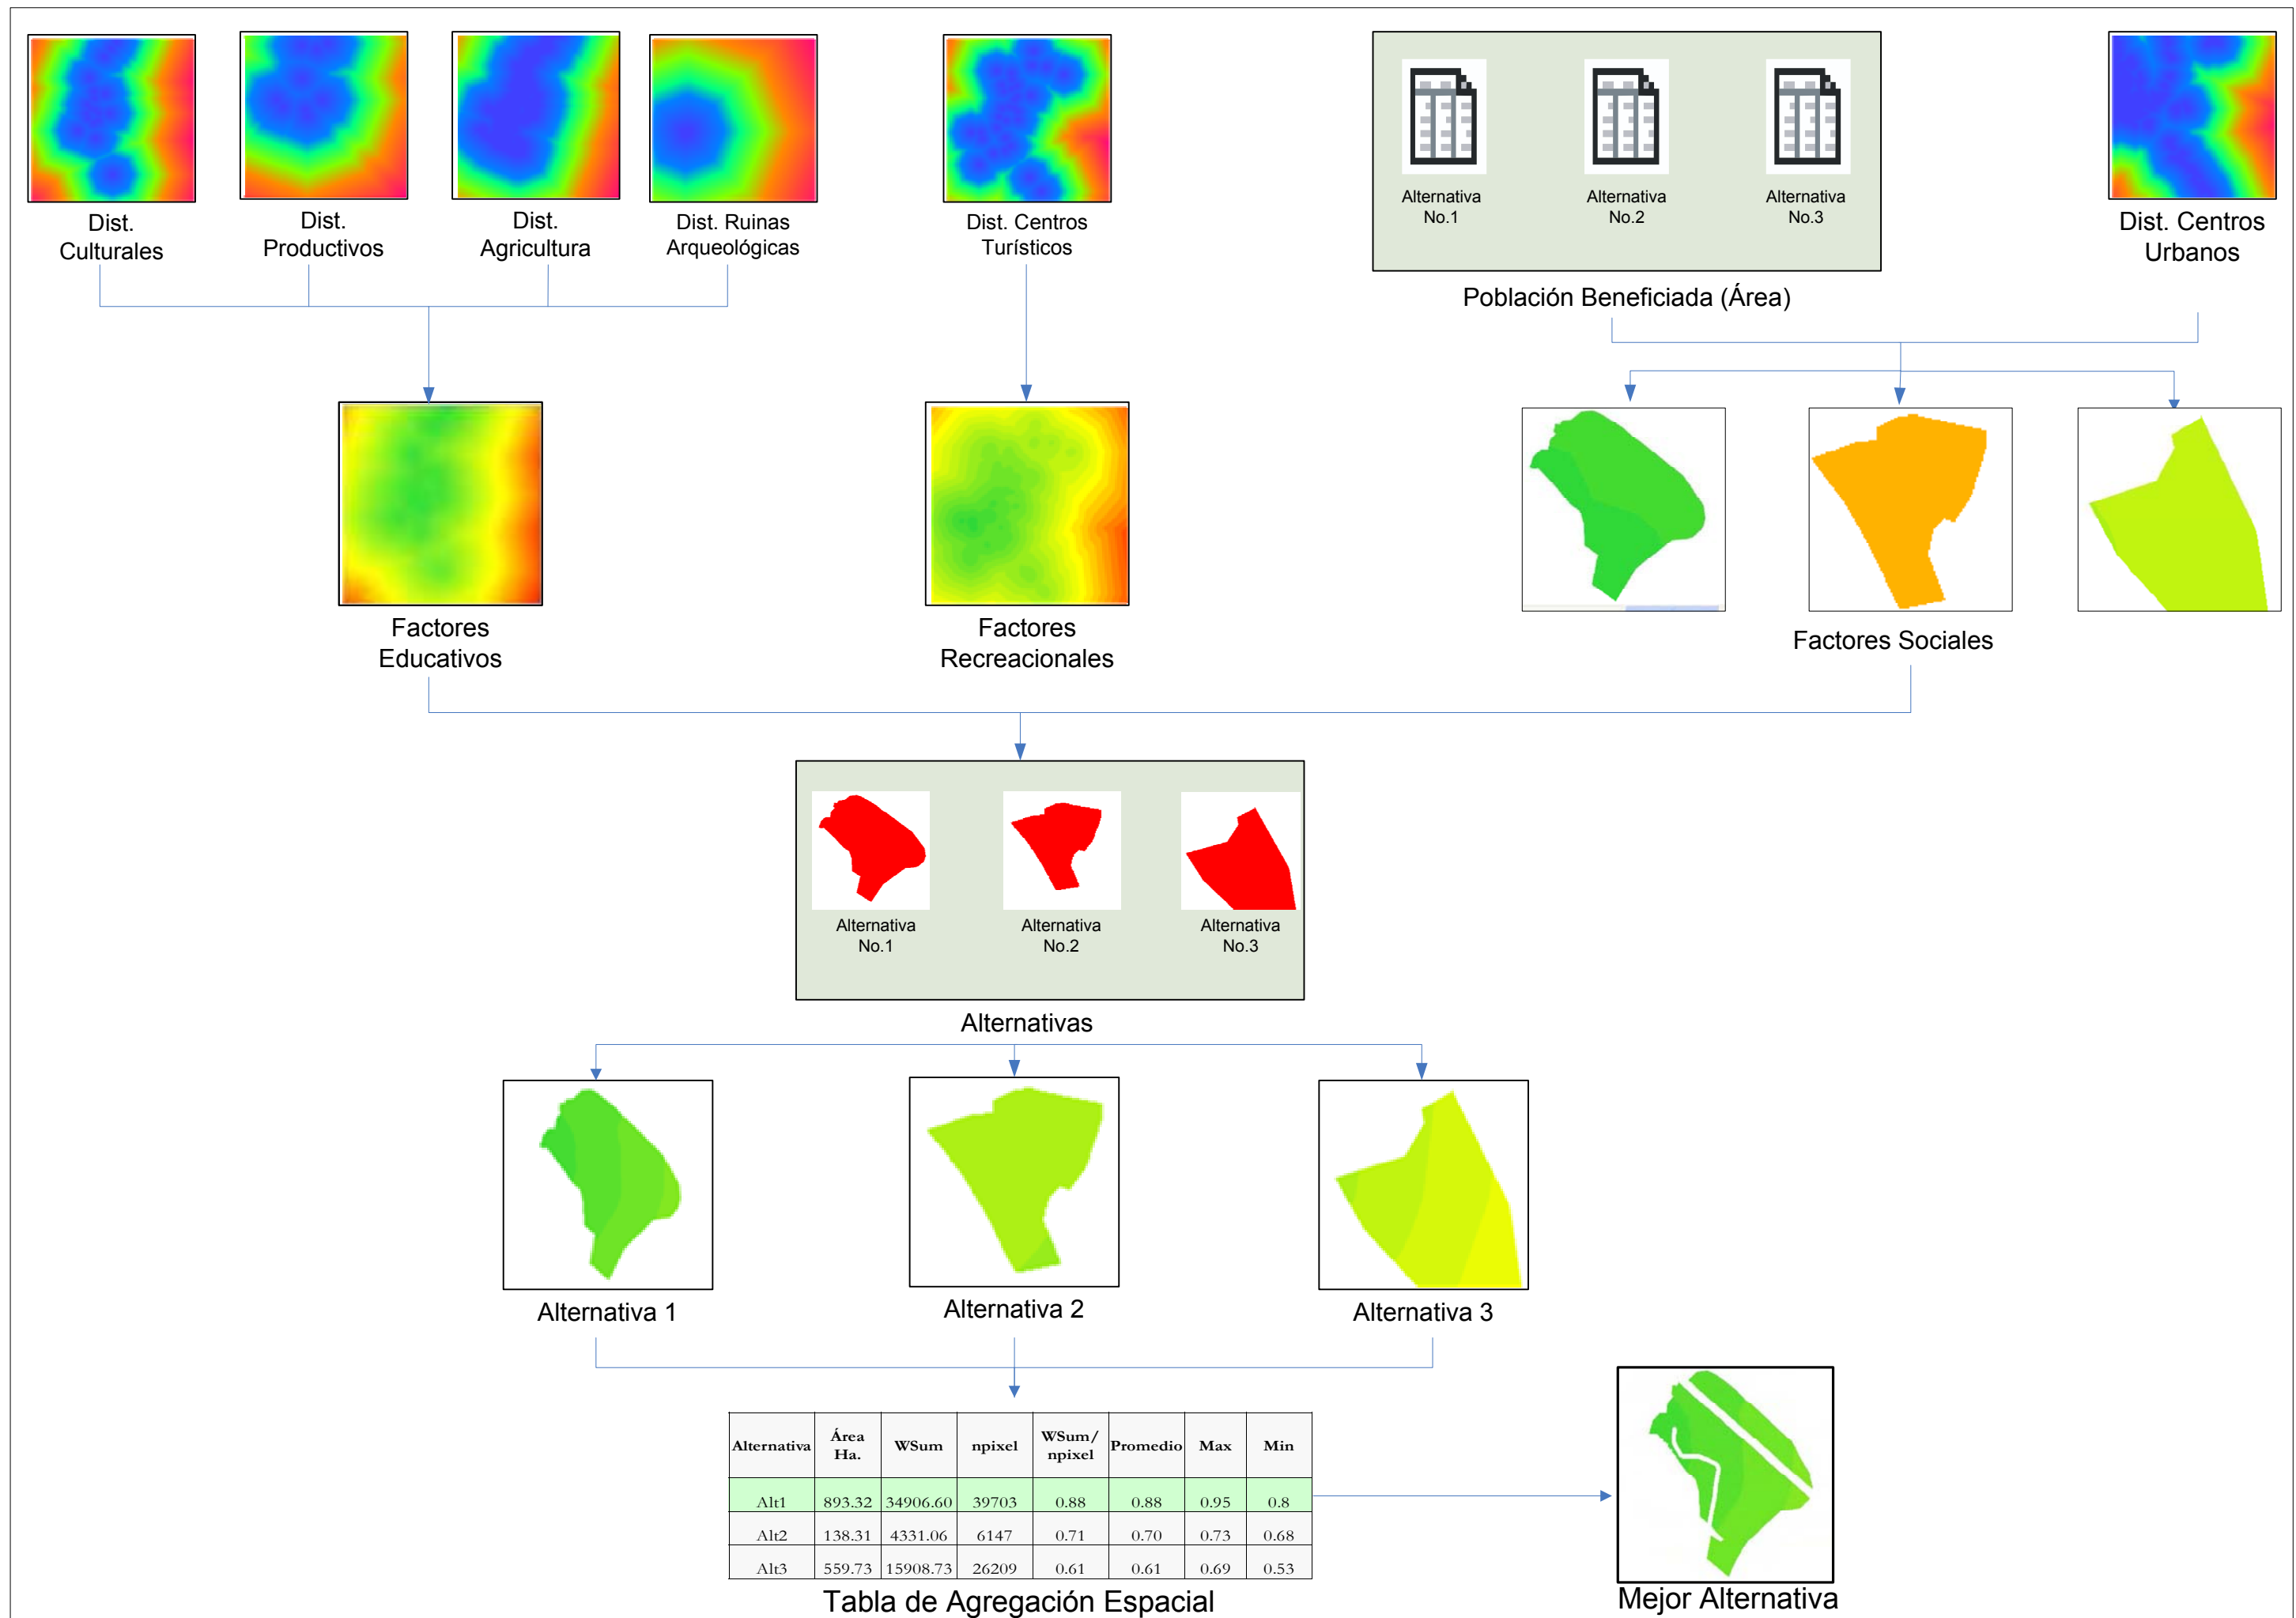 Dist.
Culturales
Dist.
Productivos
Dist.
Agricultura
Dist. Ruinas
Arqueológicas
Dist. Centros
Turísticos
Alternativa
No.1
Alternativa
No.2
Alternativa
No.3
Población Beneficiada (Área)
Dist. Centros
Urbanos
Factores
Educativos
Factores
Recreacionales
Factores Sociales
Alternativa
No.1
Alternativa
No.2
Alternativa
No.3
Alternativas
Alternativa 1
Alternativa 2
Alternativa 3
Alternativa Área Ha. WSum npixel WSum/ npixel Promedio Max Min
Alt1 893.32 34906.60 39703 0.88 0.88 0.95 0.8
Alt2 138.31 4331.06 6147 0.71 0.70 0.73 0.68
Alt3 559.73 15908.73 26209 0.61 0.61 0.69 0.53
Tabla de Agregación Espacial
Mejor Alternativa